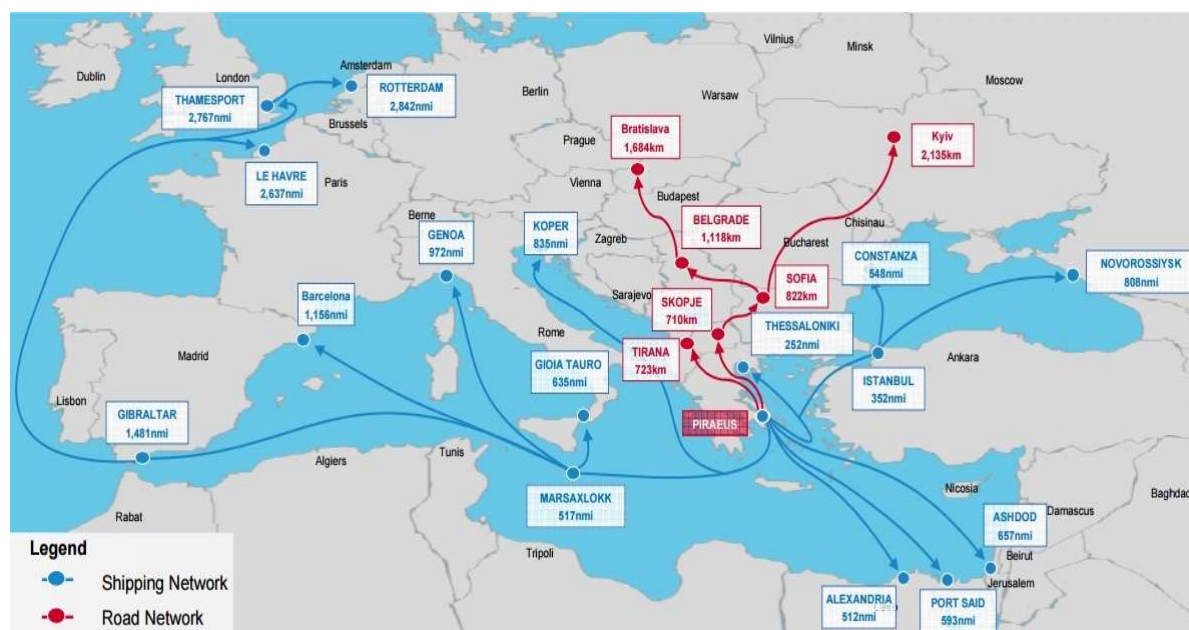 Vilnius
Minsk
Moscow
Dublin
London
Amsterdam
ROTTERDAM
2,842nmi
THAMESPORT
2,767nmi
Berlin
Warsaw
Brussels
Prague
Bratislava
1,684km
Kyiv
2,135km
LE HAVRE
2,637nmi
Paris
Vienna
Budapest
Berne
GENOA
972nmi
KOPER
835nmi
Zagreb
BELGRADE
1,118km
Chisinau
Bucharest
CONSTANZA
548nmi
NOVOROSSIYSK
808nmi
Barcelona
1,156nmi
Sarajevo
SKOPJE
710km
SOFIA
822km
THESSALONIKI
252nmi
Rome
Madrid
GIOIA TAURO
635nmi
TIRANA
723km
Ankara
ISTANBUL
352nmi
Lisbon
GIBRALTAR
1,481nmi
PIRAEUS
Algiers
Tunis
MARSAXLOKK
517nmi
Nicosia
Baghdad
Damascus
Rabat
ASHDOD
657nmi
Beirut
Tripoli
Jerusalem
ALEXANDRIA
512nmi
PORT SAID
593nmi
Legend
Shipping Network
Road Network